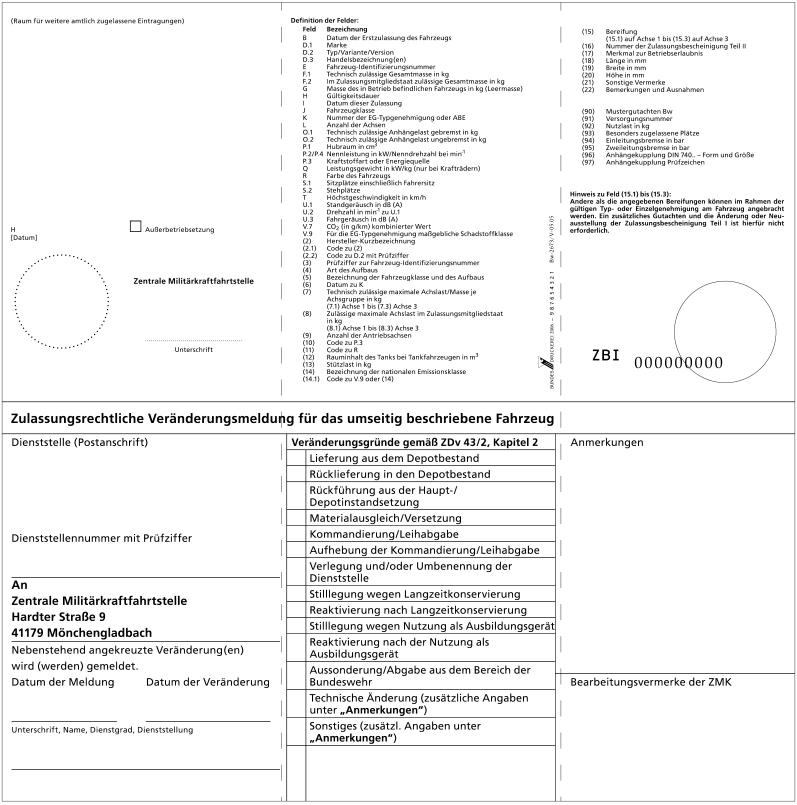 (Raum für weitere amtlich zugelassene Eintragungen)
H
[Datum]
Außerbetriebsetzung
Zentrale Militärkraftfahrtstelle
Unterschrift
Definition der Felder:
Feld Bezeichnung
B Datum der Erstzulassung des Fahrzeugs
D.1 Marke
D.2 Typ/Variante/Version
D.3 Handelsbezeichnung(en)
E Fahrzeug-Identifizierungsnummer
F.1 Technisch zulässige Gesamtmasse in kg
F.2 Im Zulassungsmitgliedstaat zulässige Gesamtmasse in kg
G Masse des in Betrieb befindlichen Fahrzeugs in kg (Leermasse)
H Gültigkeitsdauer
I Datum dieser Zulassung
J Fahrzeugklasse
K Nummer der EG-Typgenehmigung oder ABE
L Anzahl der Achsen
O.1 Technisch zulässige Anhängelast gebremst in kg
O.2 Technisch zulässige Anhängelast ungebremst in kg
P.1 Hubraum in cm³
P.2/P.4 Nennleistung in kW/Nenndrehzahl bei min⁻¹
P.3 Kraftstoffart oder Energiequelle
Q Leistungsgewicht in kW/kg (nur bei Krafträdern)
R Farbe des Fahrzeugs
S.1 Sitzplätze einschließlich Fahrersitz
S.2 Stehplätze
T Höchstgeschwindigkeit in km/h
U.1 Standgeräusch in dB (A)
U.2 Drehzahl in min⁻¹ zu U.1
U.3 Fahrgeräusch in dB (A)
V.7 CO₂ (in g/km) kombinierter Wert
V.9 Für die EG-Typgenehmigung maßgebliche Schadstoffklasse
(2) Hersteller-Kurzbezeichnung
(2.1) Code zu (2)
(2.2) Code zu D.2 mit Prüfziffer
(3) Prüfziffer zur Fahrzeug-Identifizierungsnummer
(4) Art des Aufbaus
(5) Bezeichnung der Fahrzeugklasse und des Aufbaus
(6) Datum zu K
(7) Technisch zulässige maximale Achslast/Masse je
Achsgruppe in kg
(7.1) Achse 1 bis (7.3) Achse 3
(8) Zulässige maximale Achslast im Zulassungsmitgliedstaat
in kg
(8.1) Achse 1 bis (8.3) Achse 3
(9) Anzahl der Antriebsachsen
(10) Code zu P.3
(11) Code zu R
(12) Rauminhalt des Tanks bei Tankfahrzeugen in m³
(13) Stützlast in kg
(14) Bezeichnung der nationalen Emissionsklasse
(14.1) Code zu V.9 oder (14)
(15) Bereifung
(15.1) auf Achse 1 bis (15.3) auf Achse 3
(16) Nummer der Zulassungsbescheinigung Teil II
(17) Merkmal zur Betriebserlaubnis
(18) Länge in mm
(19) Breite in mm
(20) Höhe in mm
(21) Sonstige Vermerke
(22) Bemerkungen und Ausnahmen
(90) Mustergutachten Bw
(91) Versorgungsnummer
(92) Nutzlast in kg
(93) Besonders zugelassene Plätze
(94) Einleitungsbremse in bar
(95) Zweileitungsbremse in bar
(96) Anhängekupplung DIN 740.. – Form und Größe
(97) Anhängekupplung Prüfzeichen
Hinweis zu Feld (15.1) bis (15.3):
Andere als die angegebenen Bereifungen können im Rahmen der
gültigen Typ- oder Einzelgenehmigung am Fahrzeug angebracht
werden. Ein zusätzliches Gutachten und die Änderung oder Neu-
ausstellung der Zulassungsbescheinigung Teil I ist hierfür nicht
erforderlich.
ZBI 000000000
Zulassungsrechtliche Veränderungsmeldung für das umseitig beschriebene Fahrzeug
Dienststelle (Postanschrift)
Dienststellennummer mit Prüfziffer
An
Zentrale Militärkraftfahrtstelle
Hardter Straße 9
41179 Mönchengladbach
Nebenstehend angekreuzte Veränderung(en)
wird (werden) gemeldet.
Datum der Meldung Datum der Veränderung
Unterschrift, Name, Dienstgrad, Dienststellung
Veränderungsgründe gemäß ZDv 43/2, Kapitel 2
Lieferung aus dem Depotbestand
Rücklieferung in den Depotbestand
Rückführung aus der Haupt-/
Depotinstandsetzung
Materialausgleich/Versetzung
Kommandierung/Leihabgabe
Aufhebung der Kommandierung/Leihabgabe
Verlegung und/oder Umbenennung der
Dienststelle
Stilllegung wegen Langzeitkonservierung
Reaktivierung nach Langzeitkonservierung
Stilllegung wegen Nutzung als Ausbildungsgerät
Reaktivierung nach der Nutzung als
Ausbildungsgerät
Aussonderung/Abgabe aus dem Bereich der
Bundeswehr
Technische Änderung (zusätzliche Angaben
unter „Anmerkungen“)
Sonstiges (zusätzl. Angaben unter
„Anmerkungen“)
Anmerkungen
Bearbeitungsvermerke der ZMK